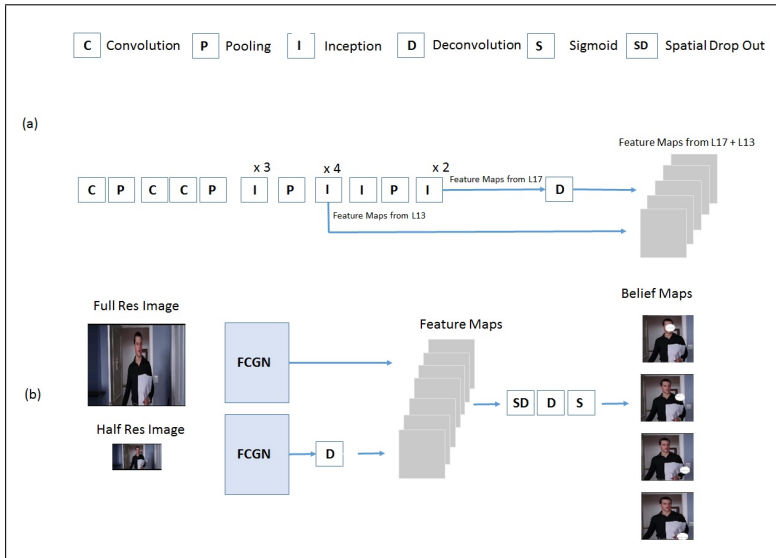 C Convolution P Pooling I Inception D Deconvolution S Sigmoid SD Spatial Drop Out
(a)
Feature Maps from L17 + L13
x 3 x 4 x 2
C P C C P I P I I P I Feature Maps from L17 D
Feature Maps from L13
Full Res Image
Belief Maps
Feature Maps
FCGN
(b)
SD D S
Half Res Image
FCGN D